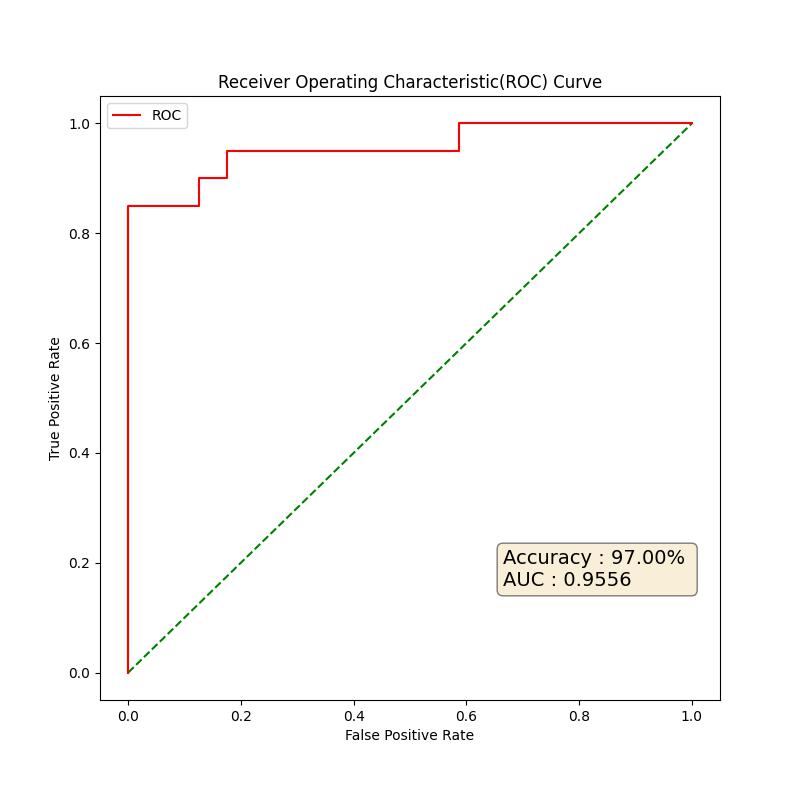 Receiver Operating Characteristic(ROC) Curve
ROC
1.0
0.8
0.6
0.4
0.2
0.0
True Positive Rate
Accuracy : 97.00%
AUC : 0.9556
0.0 0.2 0.4 0.6 0.8 1.0
False Positive Rate